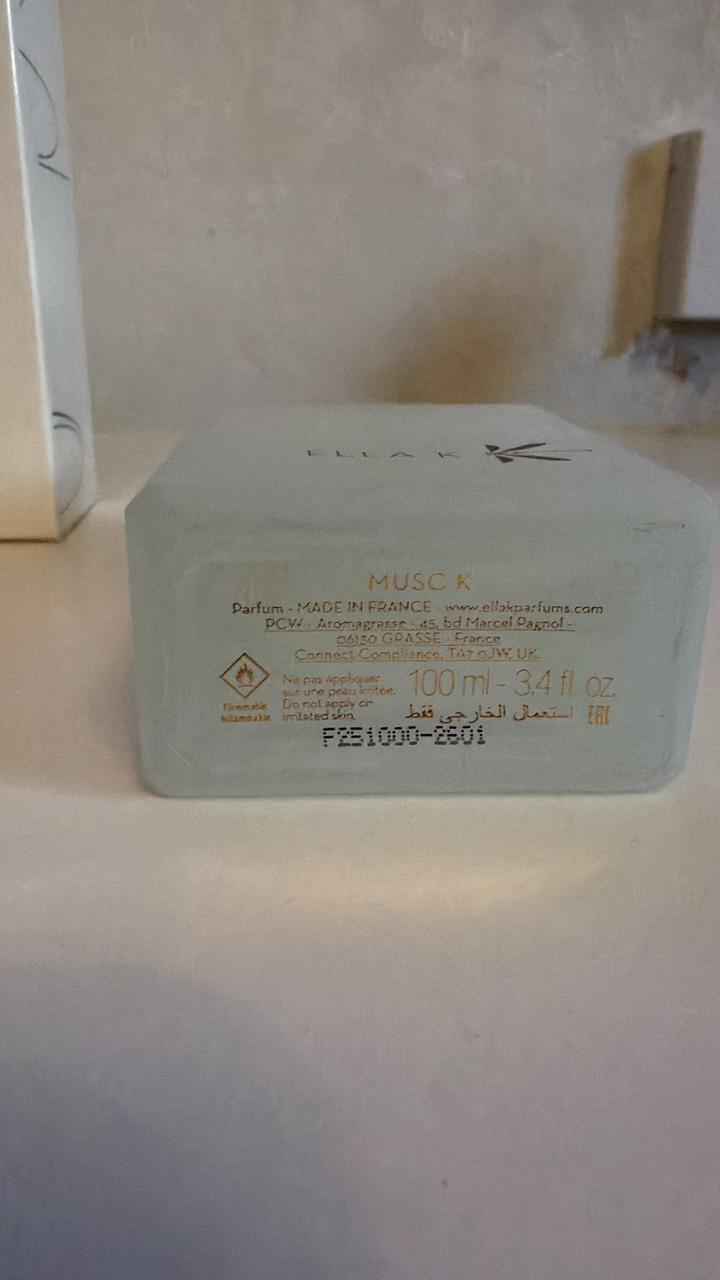 ELLA K
MUSC K
Parfum - MADE IN FRANCE - www.ellakparfums.com
PCW - Aromagrasse - 45, bd Marcel Pagnol -
06130 GRASSE - France
Connect Compliance, TA7 0JW, UK
Ne pas appliquer
sur une peau irritée.
Do not apply on
irritated skin.
Flammable
Inflammable
100 ml - 3,4 fl. oz.
استعمال الخارجي فقط
EAC
F251000-2601